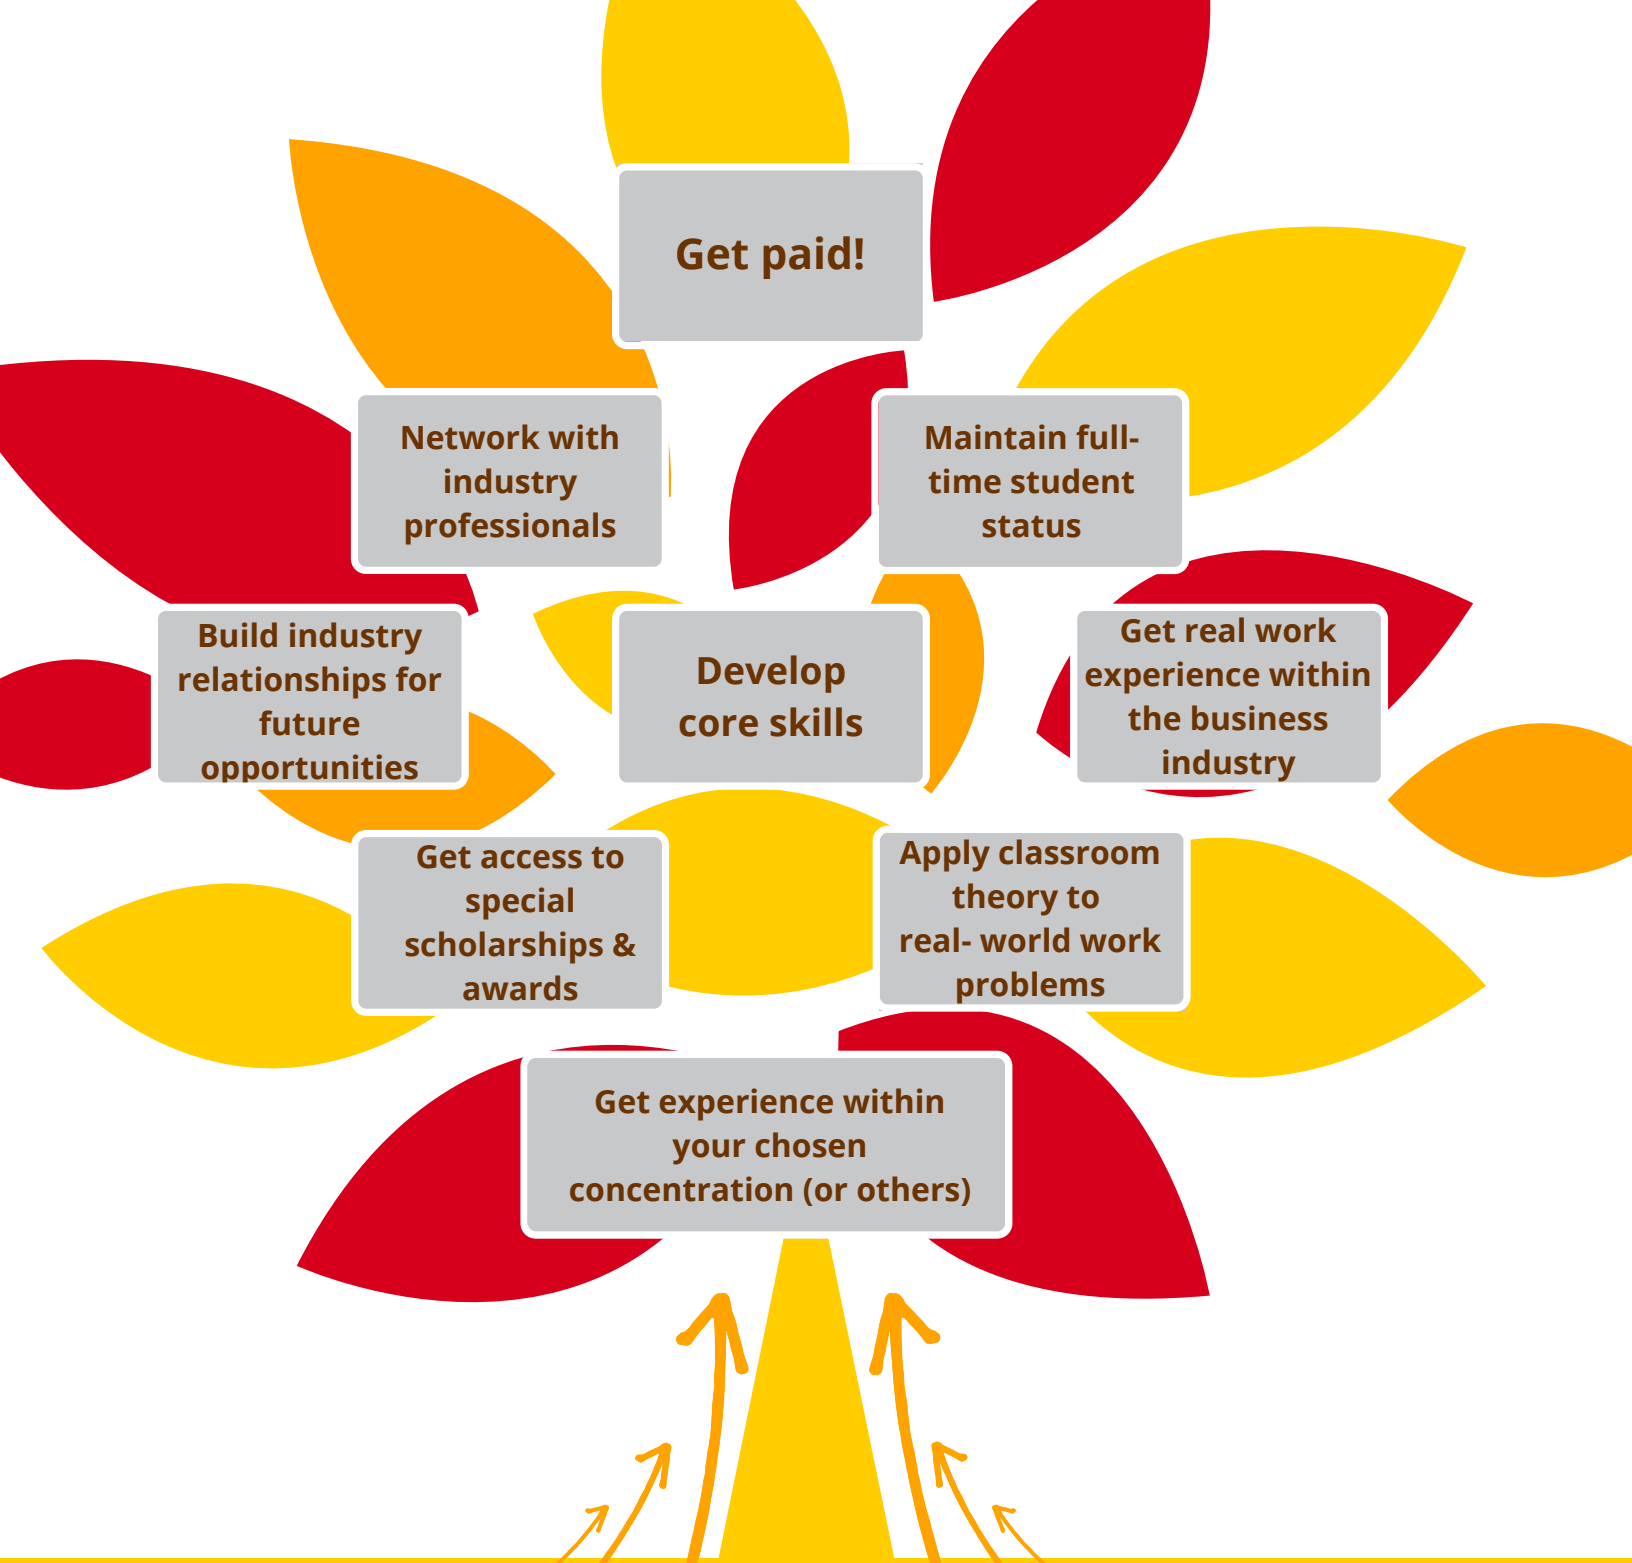 Get paid!
Network with
industry
professionals
Maintain full-
time student
status
Build industry
relationships for
future
opportunities
Develop
core skills
Get real work
experience within
the business
industry
Get access to
special
scholarships &
awards
Apply classroom
theory to
real- world work
problems
Get experience within
your chosen
concentration (or others)